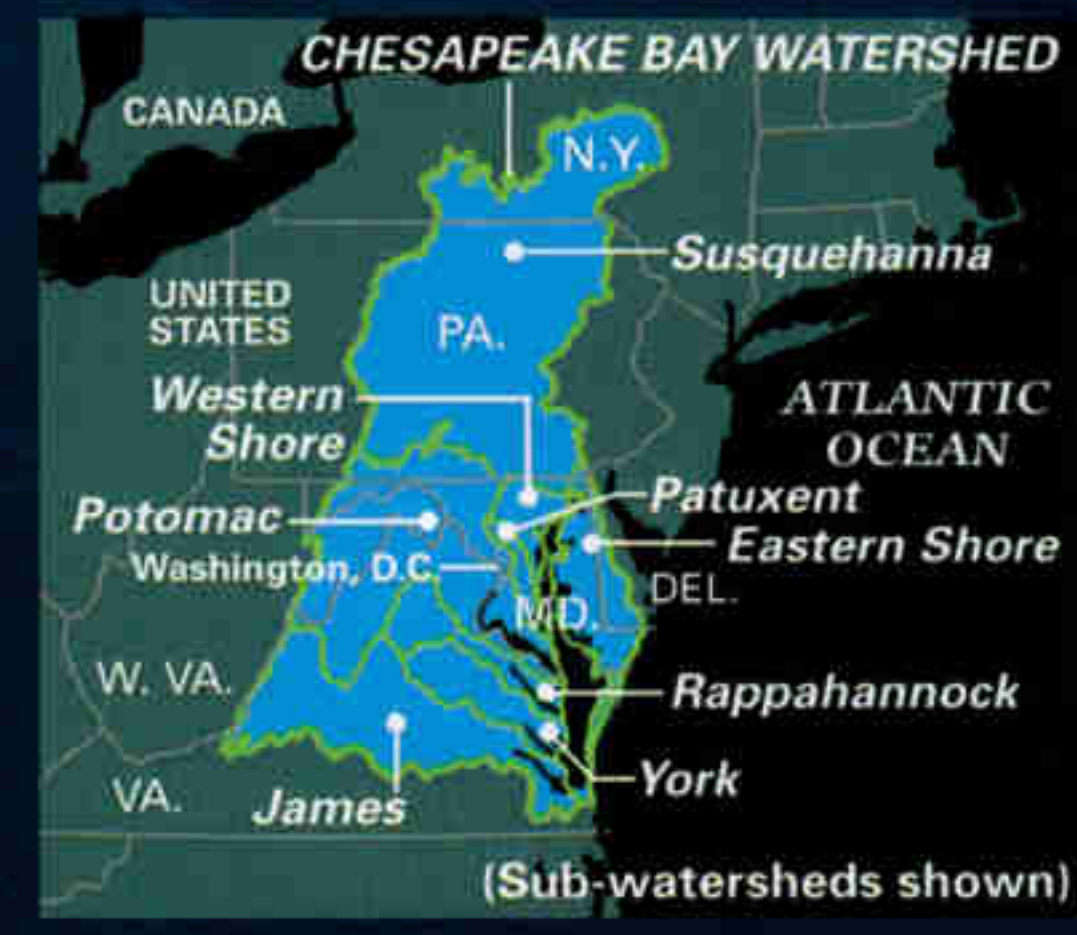 CHESAPEAKE BAY WATERSHED
CANADA
N.Y.
Susquehanna
UNITED
STATES
PA.
Western
Shore
ATLANTIC
OCEAN
Potomac
Patuxent
Eastern Shore
Washington, D.C.
DEL.
MD.
W. VA.
Rappahannock
York
VA.
James
(Sub-watersheds shown)